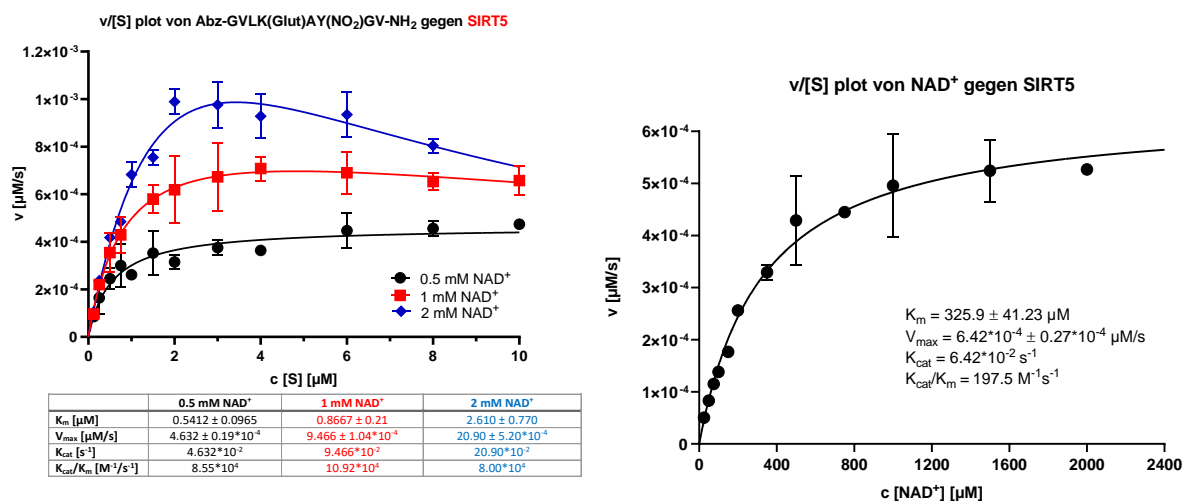 v/[S] plot von Abz-GVLK(Glut)AY(NO₂)GV-NH₂ gegen SIRT5
1.2×10⁻³
1×10⁻³
8×10⁻⁴
6×10⁻⁴
4×10⁻⁴
2×10⁻⁴
0
v [µM/s]
0.5 mM NAD⁺
1 mM NAD⁺
2 mM NAD⁺
0 2 4 6 8 10
c [S] [µM]
0.5 mM NAD⁺ 1 mM NAD⁺ 2 mM NAD⁺
Kₘ [µM] 0.5412 ± 0.0965 0.8667 ± 0.21 2.610 ± 0.770
Vₘₐₓ [µM/s] 4.632 ± 0.19*10⁻⁴ 9.466 ± 1.04*10⁻⁴ 20.90 ± 5.20*10⁻⁴
K꜀ₐₜ [s⁻¹] 4.632*10⁻² 9.466*10⁻² 20.90*10⁻²
K꜀ₐₜ/Kₘ [M⁻¹/s⁻¹] 8.55*10⁴ 10.92*10⁴ 8.00*10⁴
v/[S] plot von NAD⁺ gegen SIRT5
6×10⁻⁴
5×10⁻⁴
4×10⁻⁴
3×10⁻⁴
2×10⁻⁴
1×10⁻⁴
0
v [µM/s]
Kₘ = 325.9 ± 41.23 µM
Vₘₐₓ = 6.42*10⁻⁴ ± 0.27*10⁻⁴ µM/s
K꜀ₐₜ = 6.42*10⁻² s⁻¹
K꜀ₐₜ/Kₘ = 197.5 M⁻¹s⁻¹
0 400 800 1200 1600 2000 2400
c [NAD⁺] [µM]